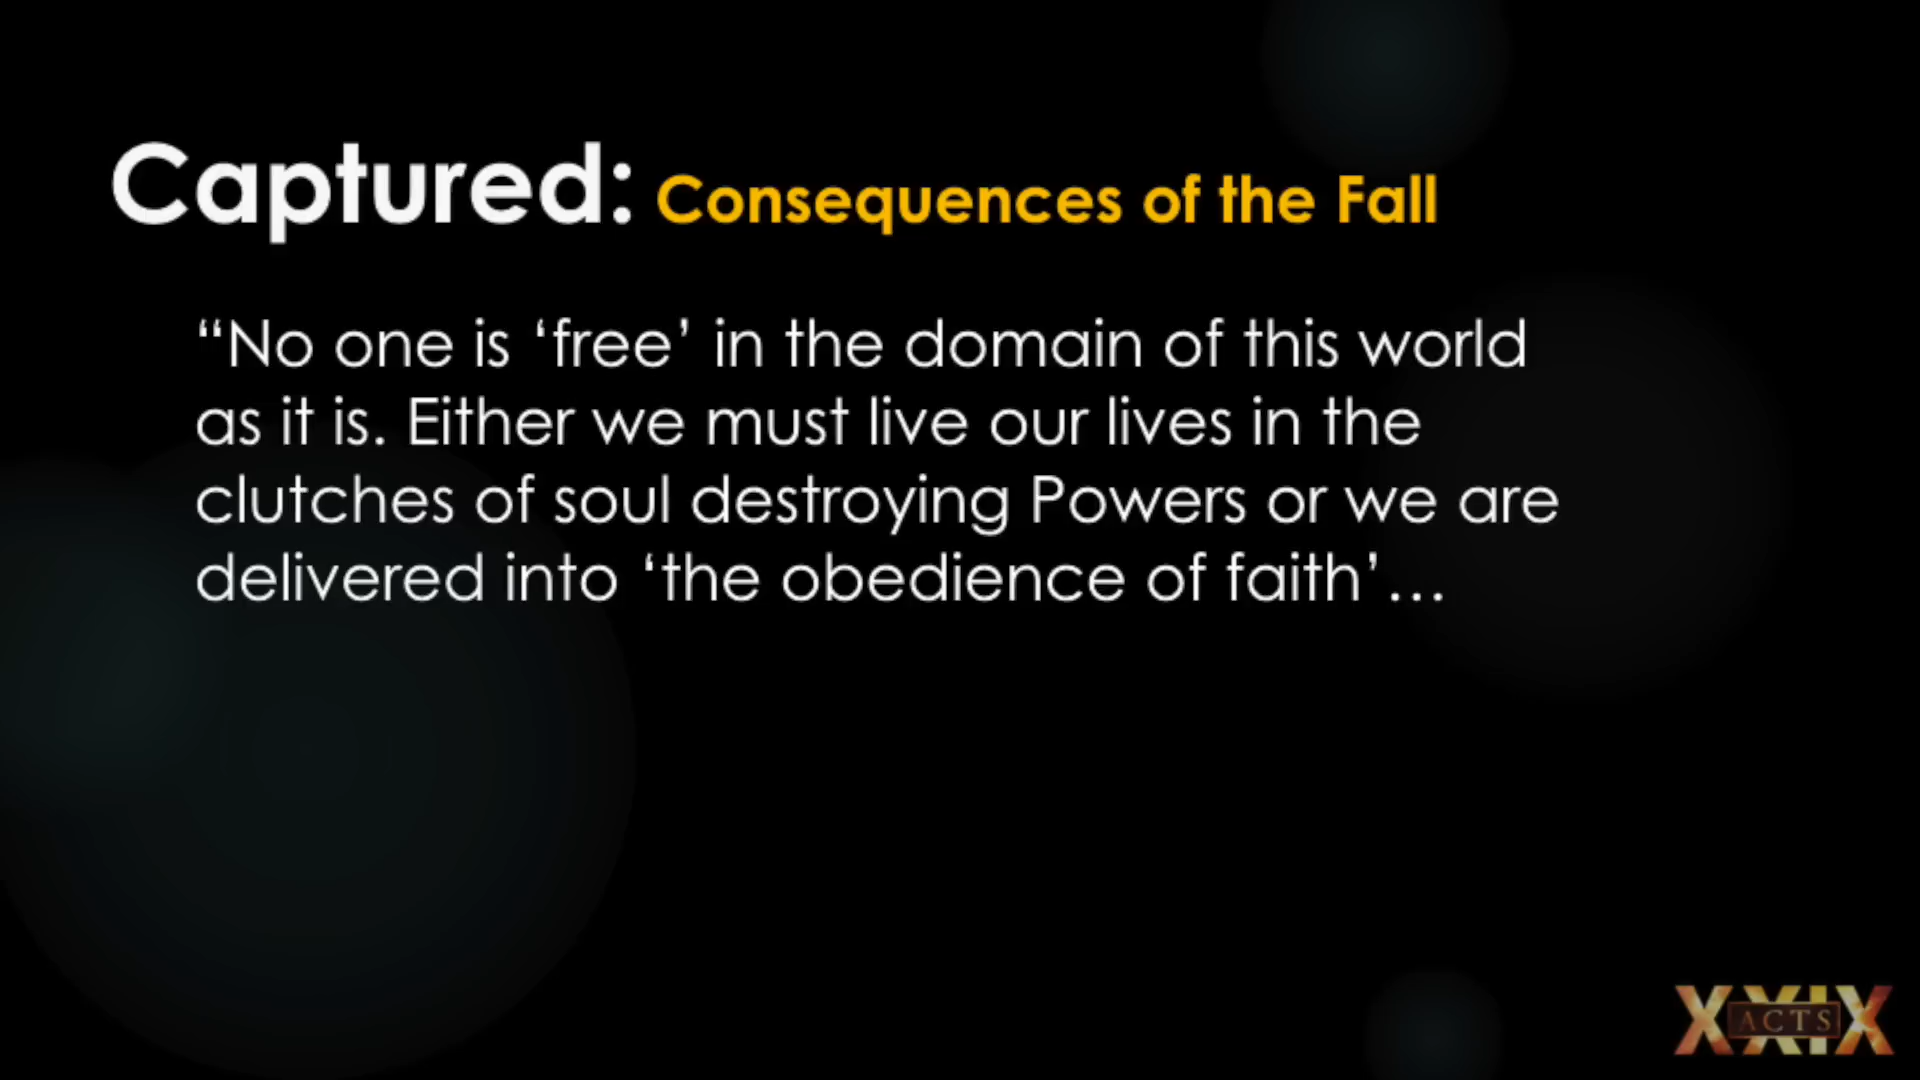 Captured: Consequences of the Fall
“No one is ‘free’ in the domain of this world
as it is. Either we must live our lives in the
clutches of soul destroying Powers or we are
delivered into ‘the obedience of faith’…
XXIX
ACTS